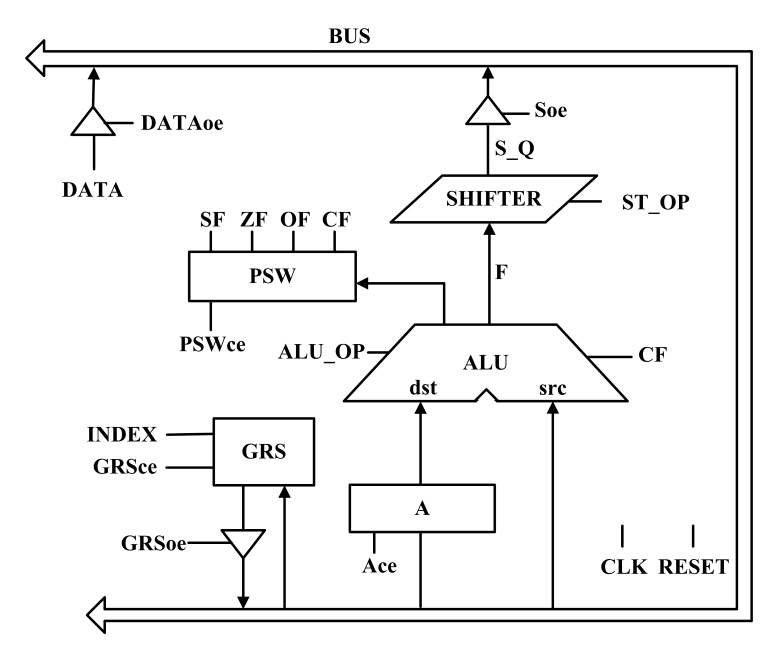 BUS
DATAoe
Soe
DATA
S_Q
SHIFTER
ST_OP
SF ZF OF CF
PSW
F
PSWce
ALU_OP
ALU
CF
dst src
INDEX
GRS
GRSce
A
GRSoe
Ace
CLK RESET